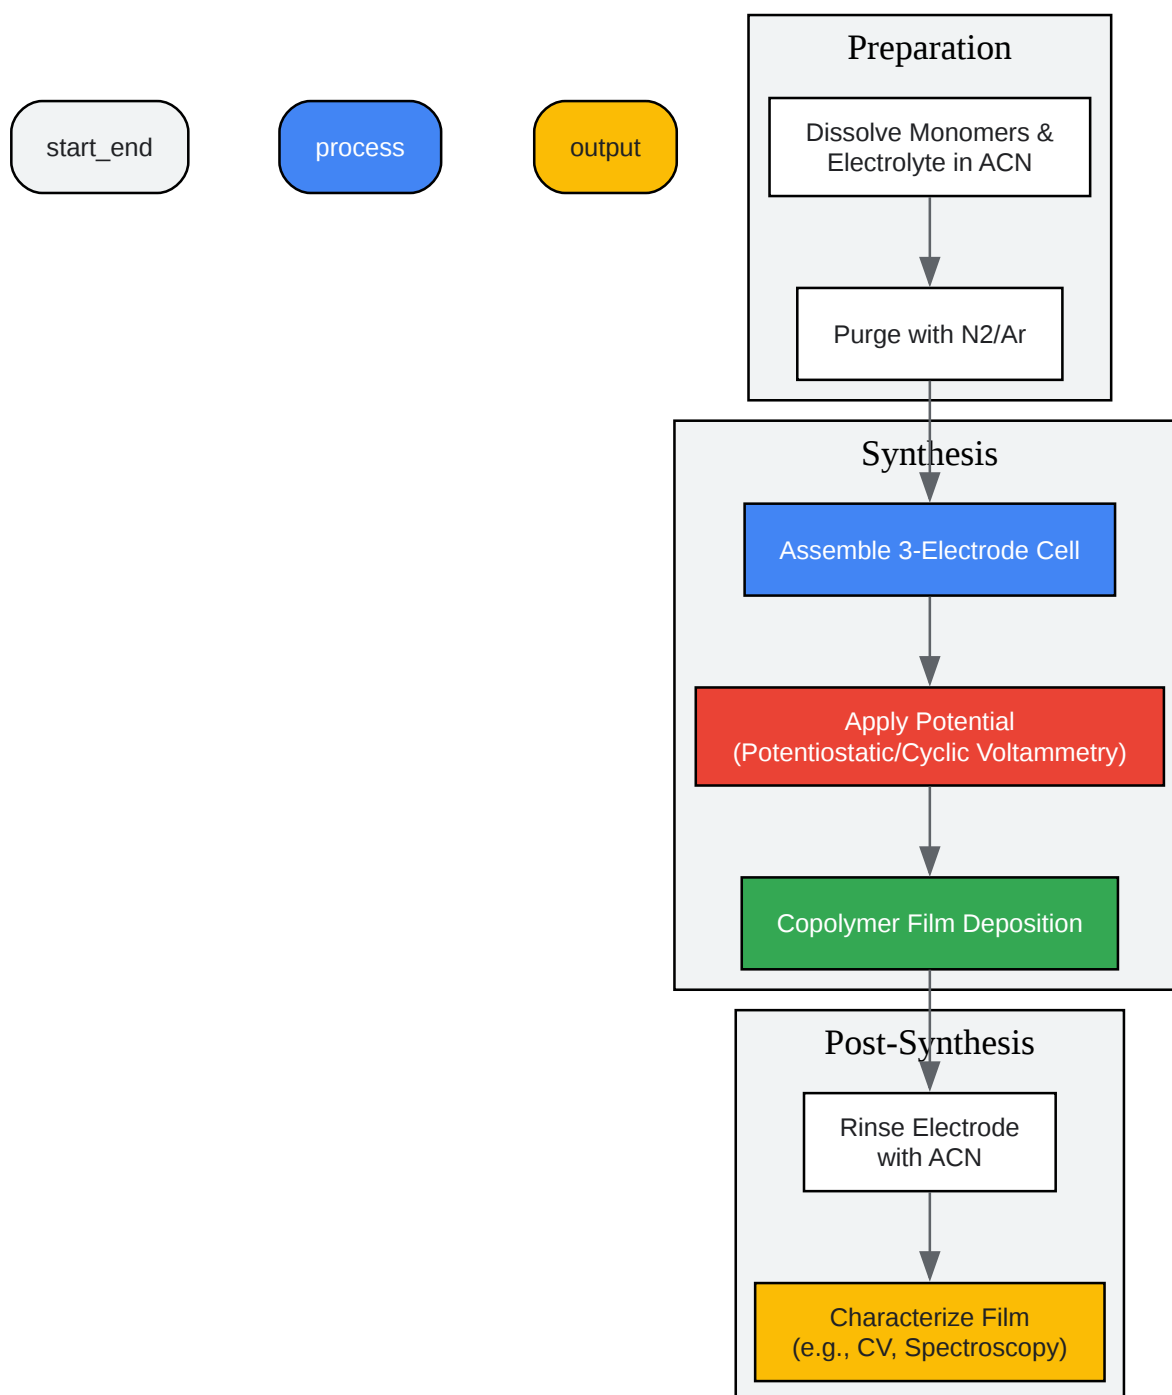 Preparation
start_end
process
output
Dissolve Monomers &
Electrolyte in ACN
Purge with N2/Ar
Synthesis
Assemble 3-Electrode Cell
Apply Potential
(Potentiostatic/Cyclic Voltammetry)
Copolymer Film Deposition
Post-Synthesis
Rinse Electrode
with ACN
Characterize Film
(e.g., CV, Spectroscopy)